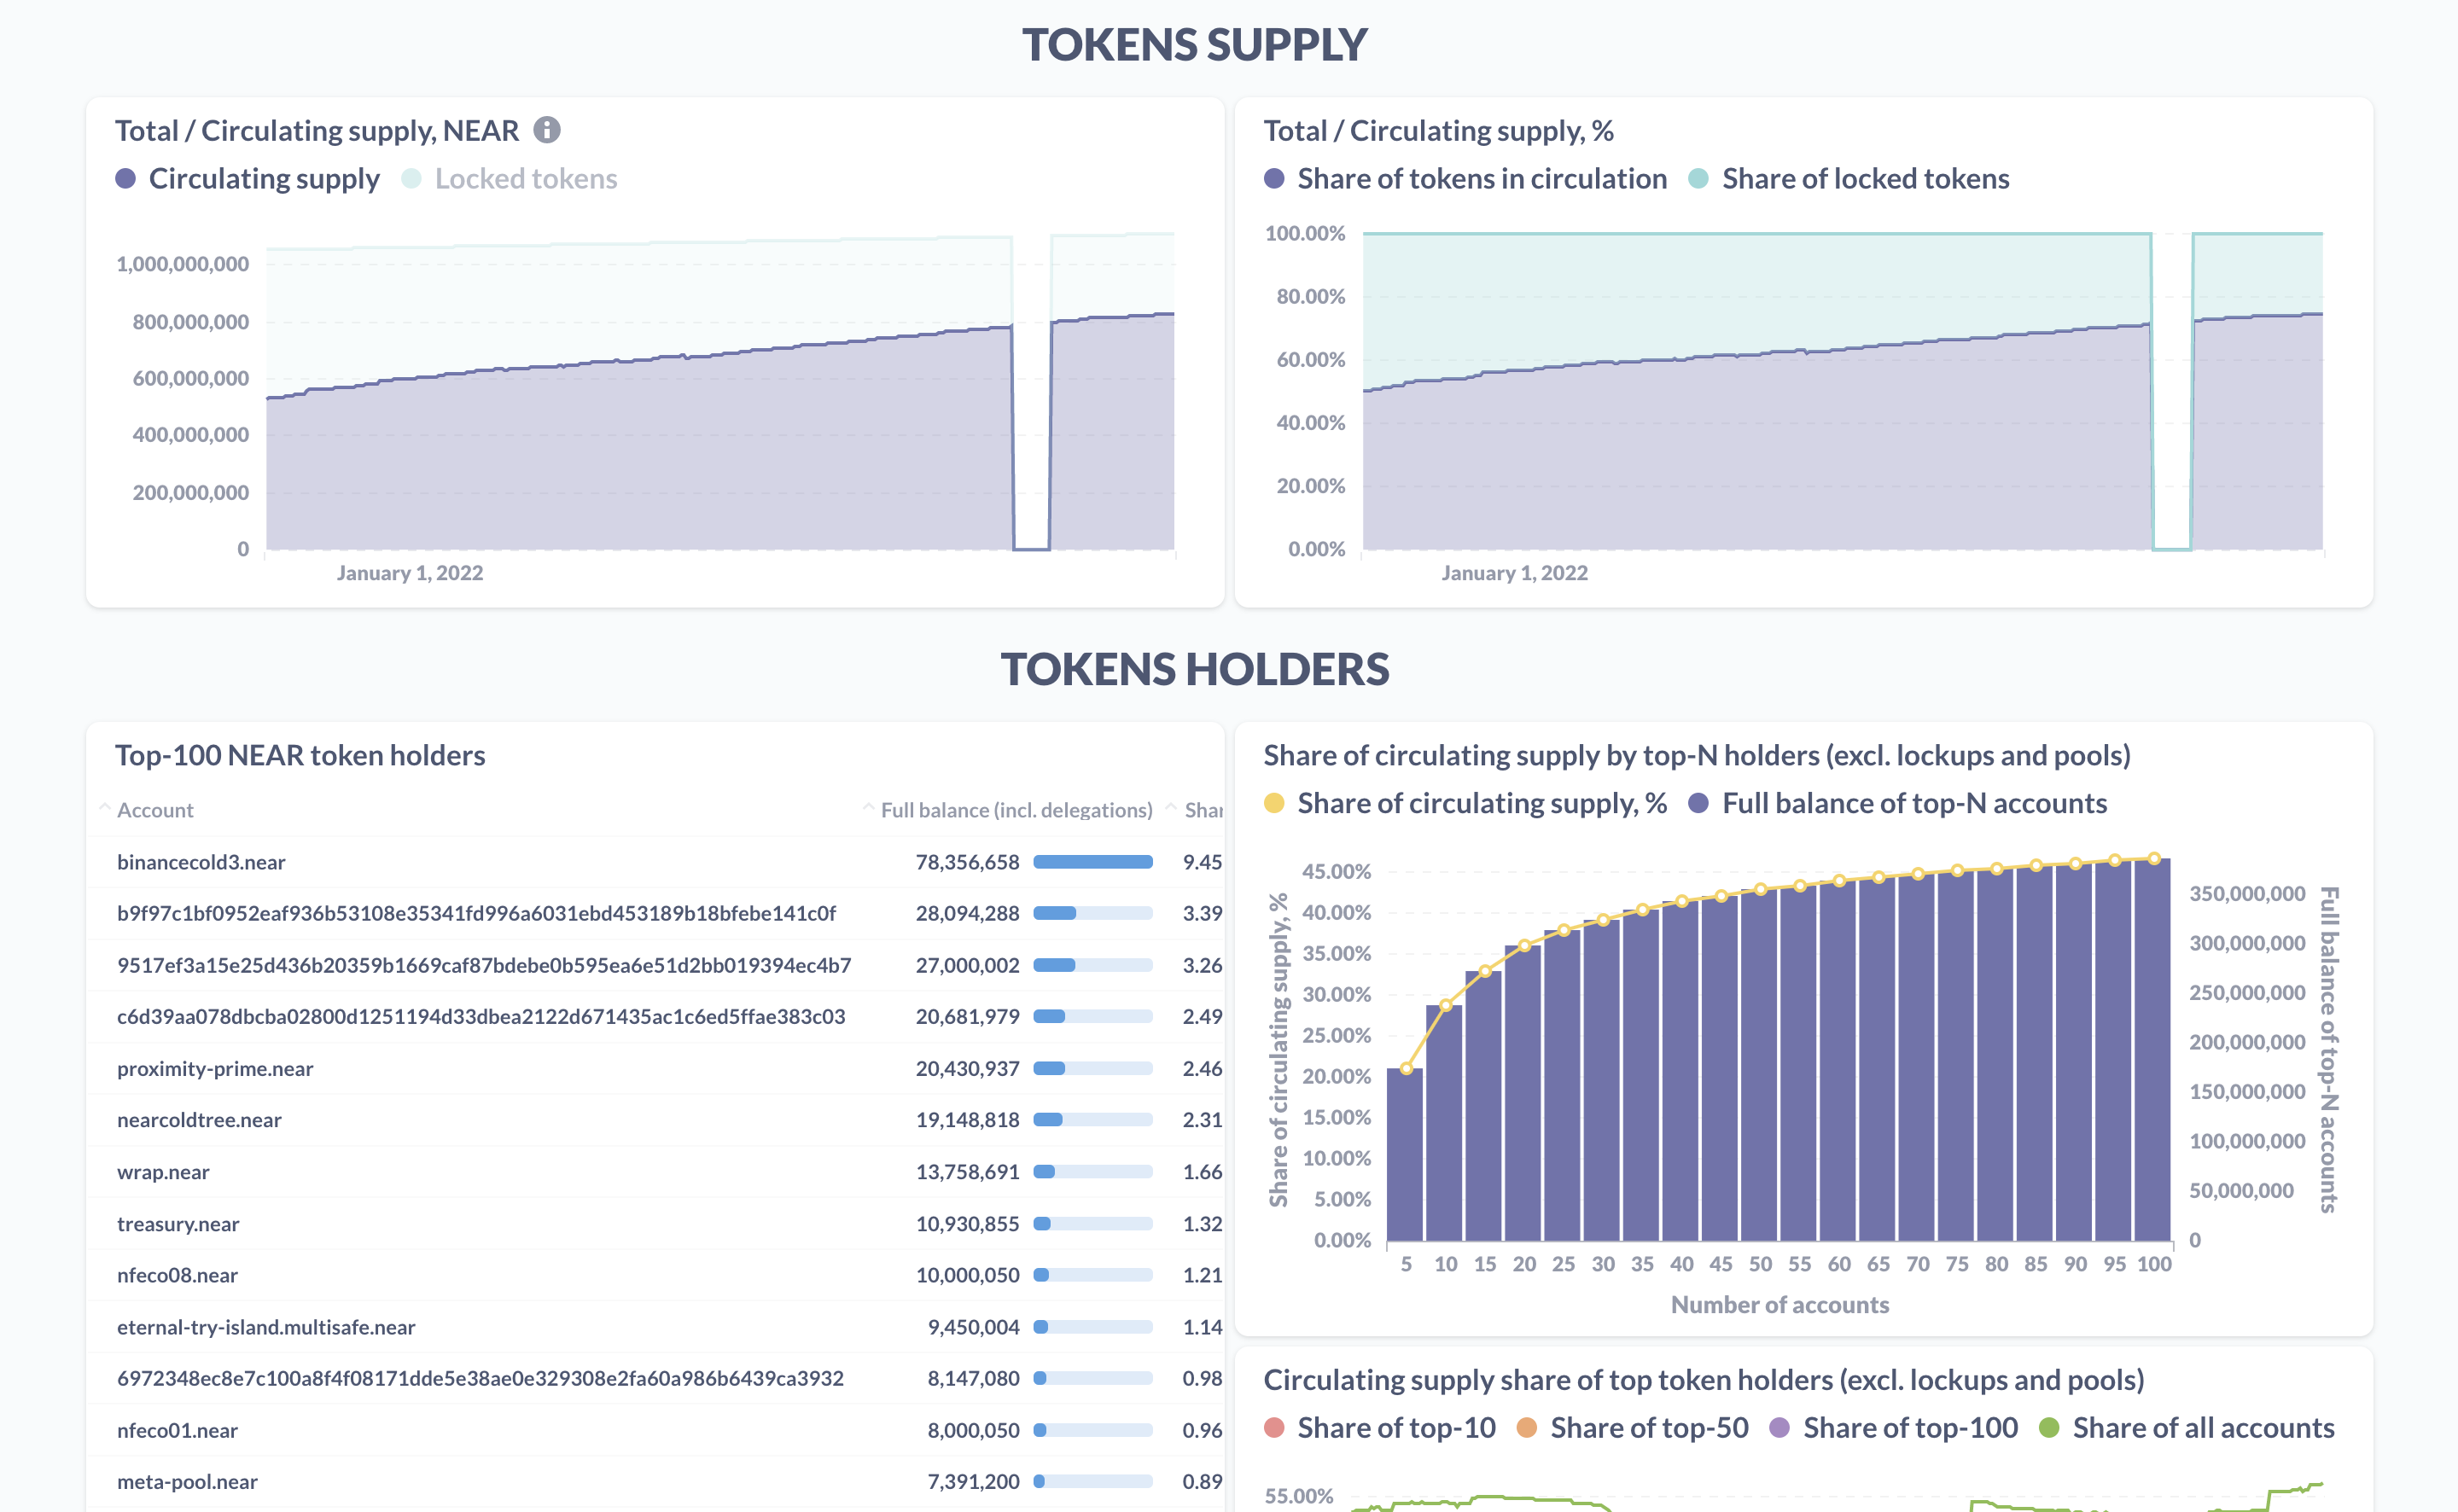 TOKENS SUPPLY
Total / Circulating supply, NEAR
Circulating supply Locked tokens
1,000,000,000
800,000,000
600,000,000
400,000,000
200,000,000
0
January 1, 2022
Total / Circulating supply, %
Share of tokens in circulation Share of locked tokens
100.00%
80.00%
60.00%
40.00%
20.00%
0.00%
January 1, 2022
TOKENS HOLDERS
Top-100 NEAR token holders
Account Full balance (incl. delegations) Shar
binancecold3.near 78,356,658 9.45
b9f97c1bf0952eaf936b53108e35341fd996a6031ebd453189b18bfebe141c0f 28,094,288 3.39
9517ef3a15e25d436b20359b1669caf87bdebe0b595ea6e51d2bb019394ec4b7 27,000,002 3.26
c6d39aa078dbcba02800d1251194d33dbea2122d671435ac1c6ed5ffae383c03 20,681,979 2.49
proximity-prime.near 20,430,937 2.46
nearcoldtree.near 19,148,818 2.31
wrap.near 13,758,691 1.66
treasury.near 10,930,855 1.32
nfeco08.near 10,000,050 1.21
eternal-try-island.multisafe.near 9,450,004 1.14
6972348ec8e7c100a8f4f08171dde5e38ae0e329308e2fa60a986b6439ca3932 8,147,080 0.98
nfeco01.near 8,000,050 0.96
meta-pool.near 7,391,200 0.89
Share of circulating supply by top-N holders (excl. lockups and pools)
Share of circulating supply, % Full balance of top-N accounts
Share of circulating supply, %
45.00%
40.00%
35.00%
30.00%
25.00%
20.00%
15.00%
10.00%
5.00%
0.00%
350,000,000
300,000,000
250,000,000
200,000,000
150,000,000
100,000,000
50,000,000
0
Full balance of top-N accounts
5 10 15 20 25 30 35 40 45 50 55 60 65 70 75 80 85 90 95 100
Number of accounts
Circulating supply share of top token holders (excl. lockups and pools)
Share of top-10 Share of top-50 Share of top-100 Share of all accounts
55.00%